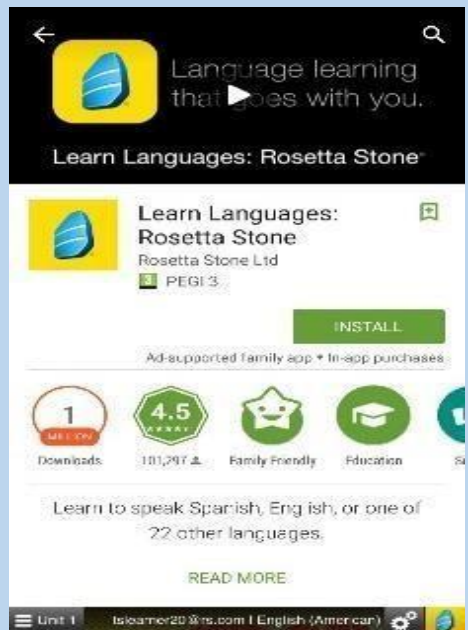 Language learning
that goes with you.
Learn Languages: Rosetta Stone
Learn Languages:
Rosetta Stone
Rosetta Stone Ltd
3 PEGI 3
INSTALL
Ad-supported family app • In-app purchases
1
MILLION
4.5
Downloads
101,297
Family Friendly
Education
Learn to speak Spanish, English, or one of
22 other languages.
READ MORE
Unit 1
English (American)